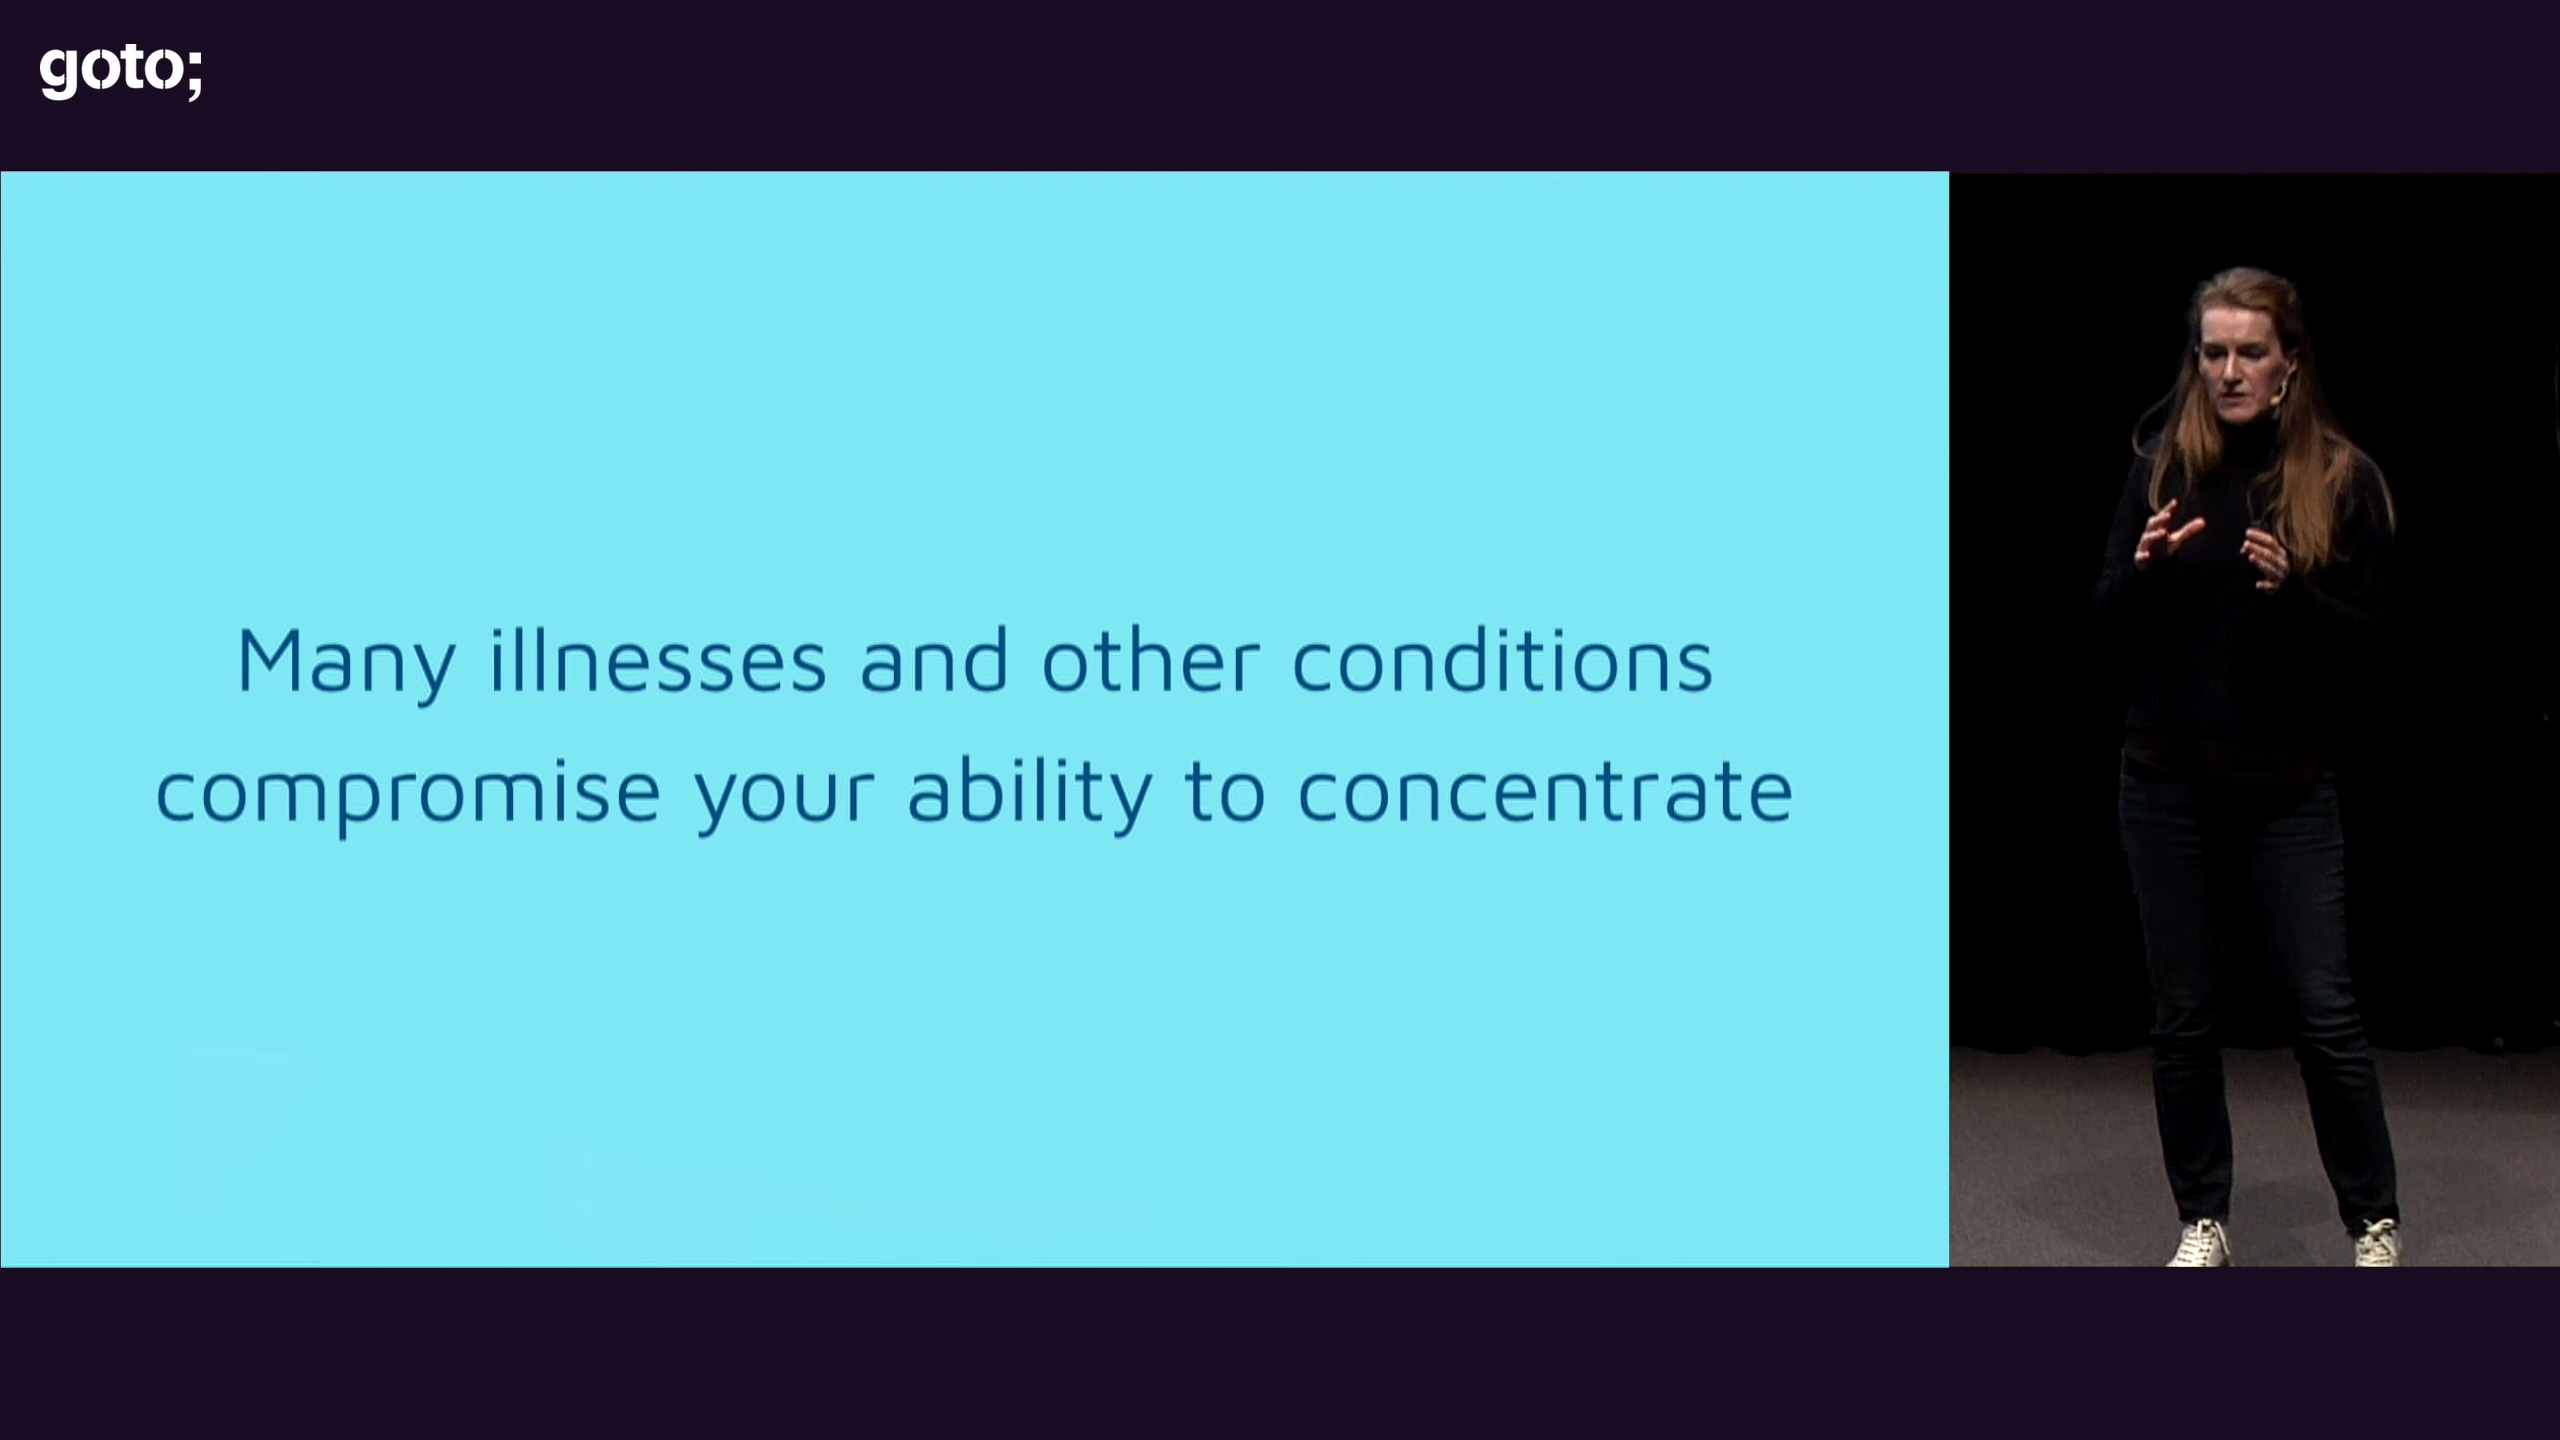 goto;
Many illnesses and other conditions
compromise your ability to concentrate